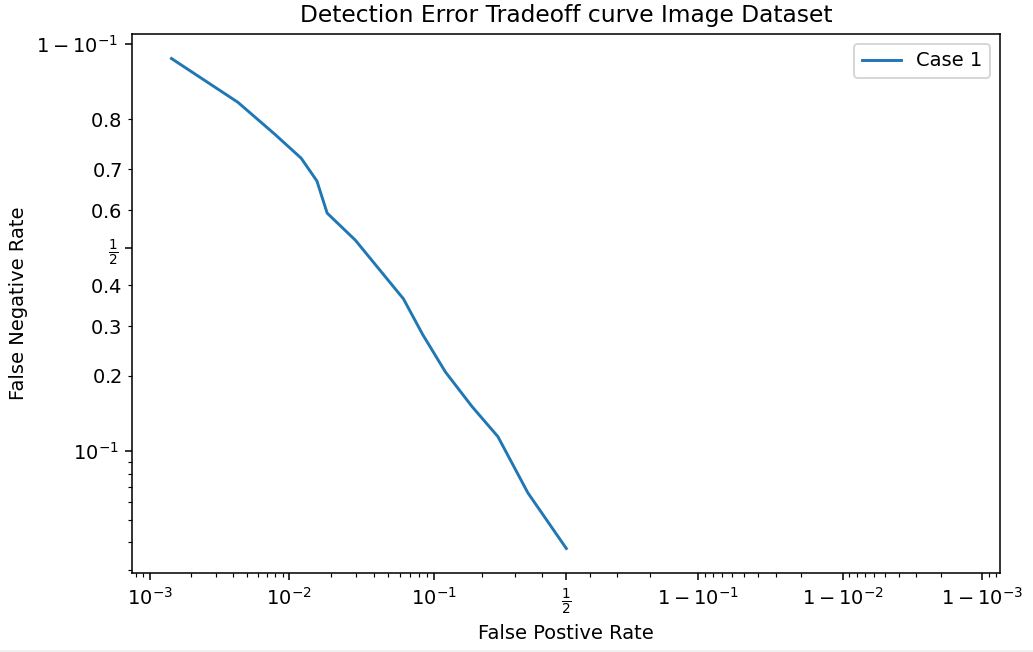 Detection Error Tradeoff curve Image Dataset
Case 1
1 − 10⁻¹
0.8
0.7
0.6
½
0.4
0.3
0.2
10⁻¹
False Negative Rate
10⁻³ 10⁻² 10⁻¹ ½ 1 − 10⁻¹ 1 − 10⁻² 1 − 10⁻³
False Postive Rate